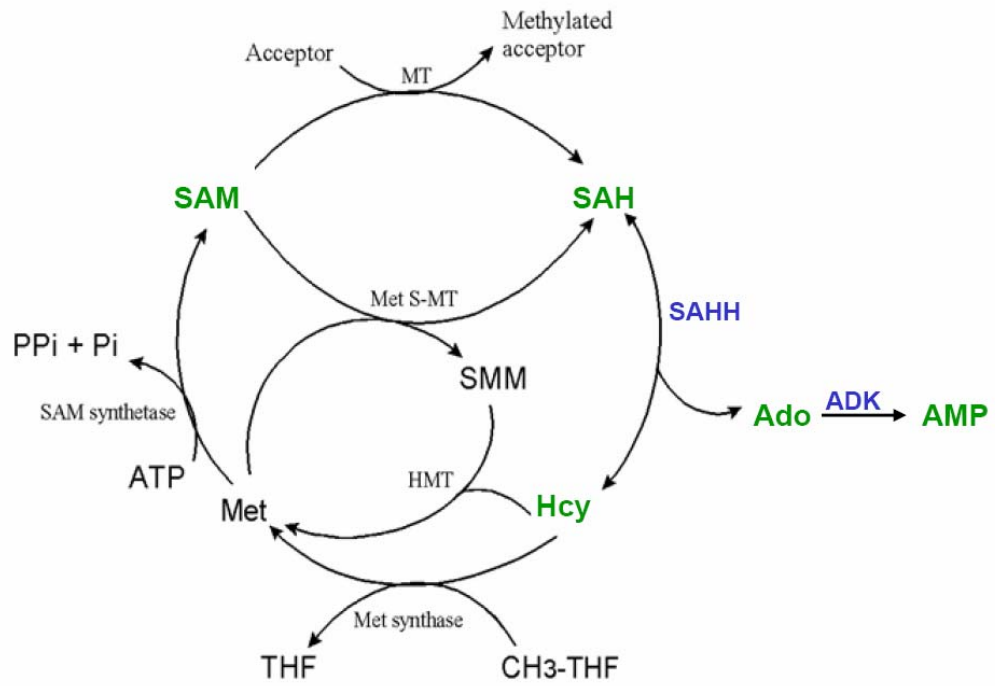 Acceptor
Methylated
acceptor
MT
SAM
SAH
Met S-MT
SAHH
PPi + Pi
SMM
SAM synthetase
Ado
ADK
AMP
ATP
HMT
Met
Hcy
Met synthase
THF
CH3-THF